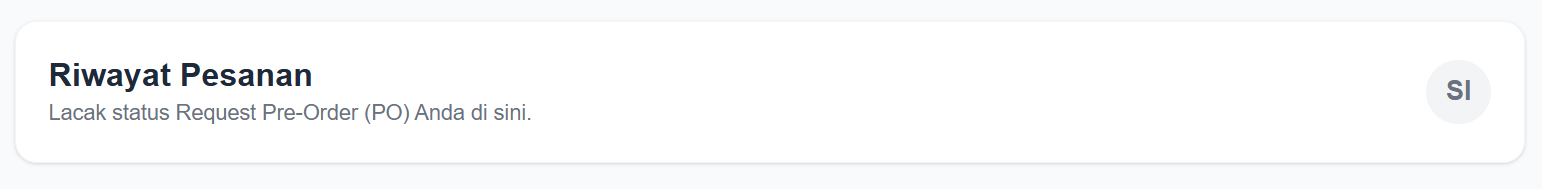 Riwayat Pesanan
Lacak status Request Pre-Order (PO) Anda di sini.
SI